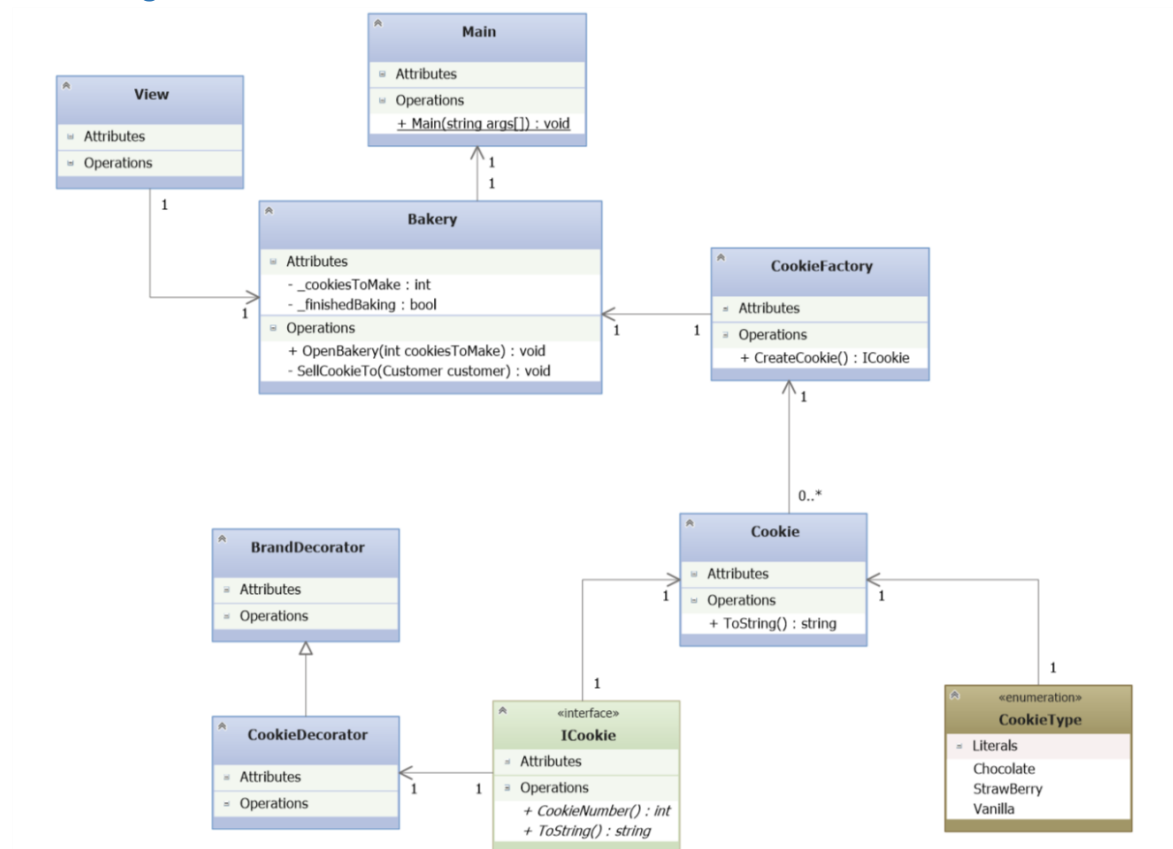 Main
Attributes
Operations
+ Main(string args[]) : void
View
Attributes
Operations
1
1
1
1
Bakery
Attributes
- _cookiesToMake : int
- _finishedBaking : bool
Operations
+ OpenBakery(int cookiesToMake) : void
- SellCookieTo(Customer customer) : void
1
1
CookieFactory
Attributes
Operations
+ CreateCookie() : ICookie
1
0..*
Cookie
Attributes
Operations
+ ToString() : string
1
1
BrandDecorator
Attributes
Operations
CookieDecorator
Attributes
Operations
1
1
1
«interface»
ICookie
Attributes
Operations
+ CookieNumber() : int
+ ToString() : string
1
«enumeration»
CookieType
Literals
Chocolate
StrawBerry
Vanilla